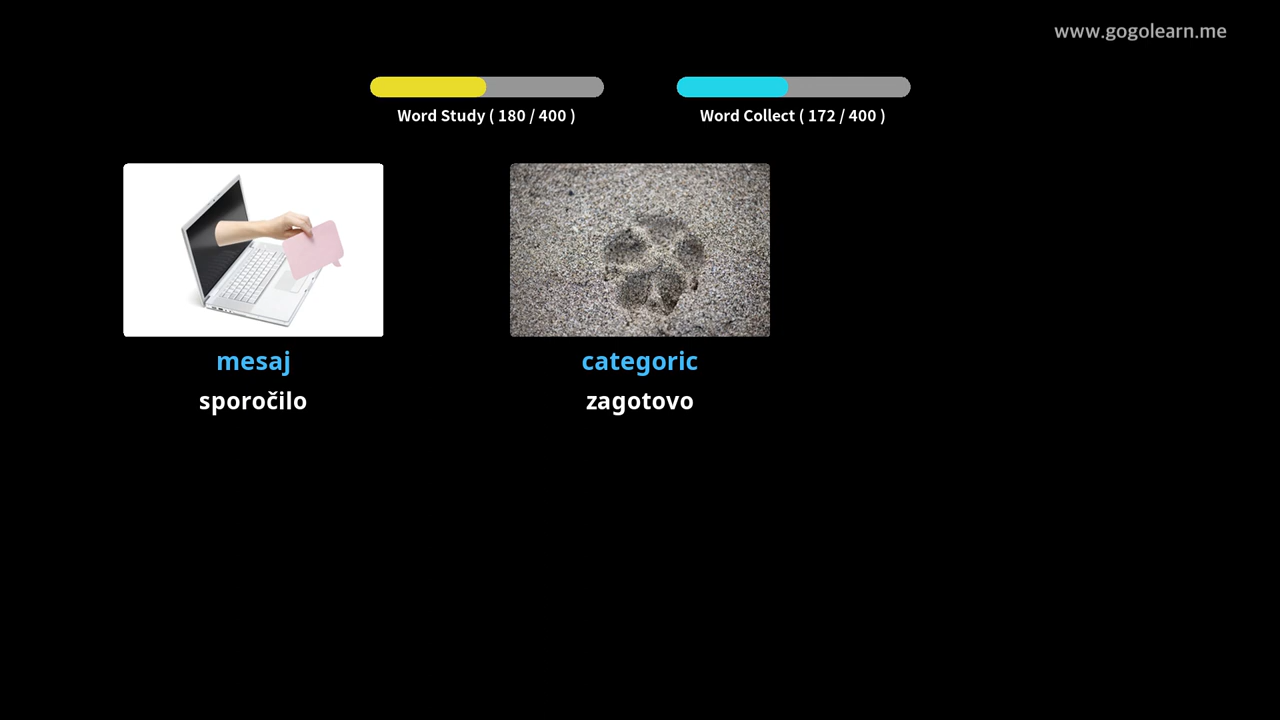 www.gogolearn.me
Word Study ( 180 / 400 )
Word Collect ( 172 / 400 )
mesaj
sporočilo
categoric
zagotovo